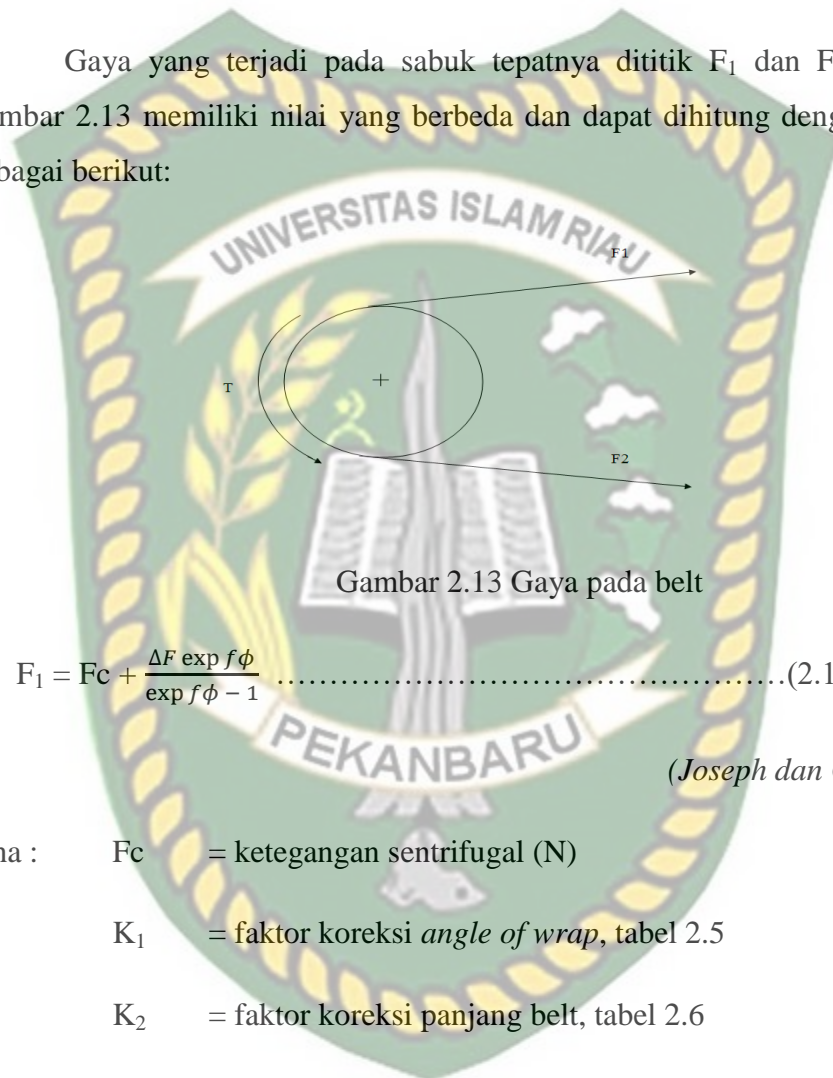 Gaya yang terjadi pada sabuk tepatnya dititik F₁ dan F
mbar 2.13 memiliki nilai yang berbeda dan dapat dihitung deng
bagai berikut:
UNIVERSITAS ISLAM RIAU
F1
T
F2
Gambar 2.13 Gaya pada belt
F₁ = Fc + \frac{ΔF exp fϕ}{exp fϕ − 1} ……………………………………………(2.1
PEKANBARU
(Joseph dan
na : Fc = ketegangan sentrifugal (N)
K₁ = faktor koreksi angle of wrap, tabel 2.5
K₂ = faktor koreksi panjang belt, tabel 2.6